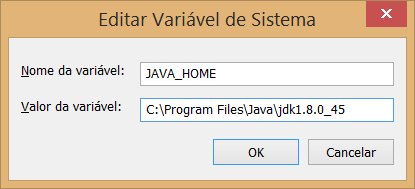 Editar Variável de Sistema
Nome da variável: JAVA_HOME
Valor da variável: C:\Program Files\Java\jdk1.8.0_45
OK Cancelar